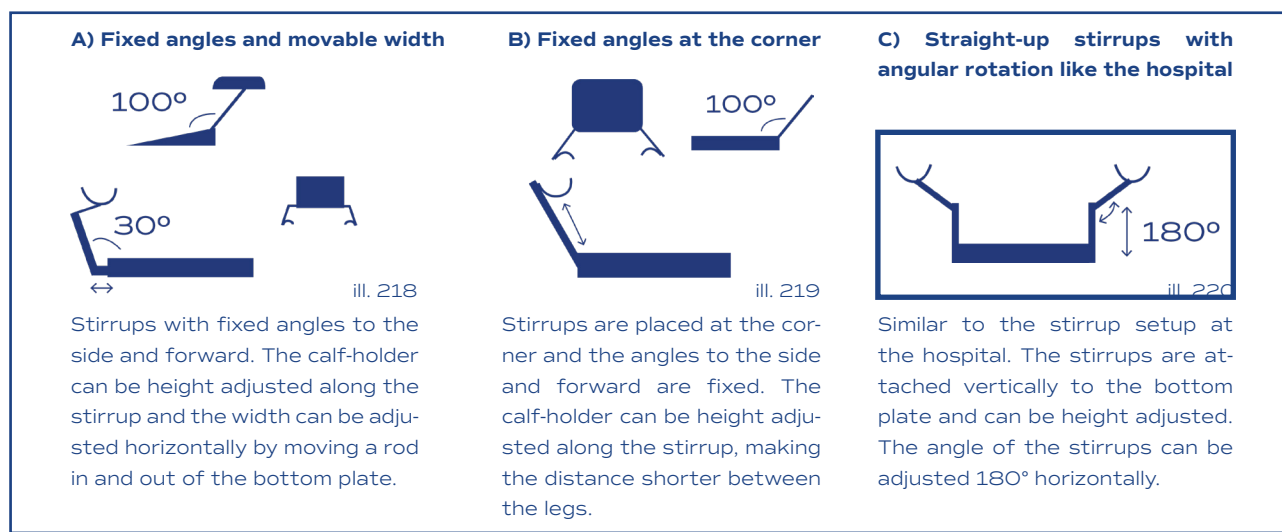 A) Fixed angles and movable width
100°
30°
ill. 218
Stirrups with fixed angles to the
side and forward. The calf-holder
can be height adjusted along the
stirrup and the width can be adju-
sted horizontally by moving a rod
in and out of the bottom plate.
B) Fixed angles at the corner
100°
ill. 219
Stirrups are placed at the cor-
ner and the angles to the side
and forward are fixed. The
calf-holder can be height adju-
sted along the stirrup, making
the distance shorter between
the legs.
C) Straight-up stirrups with
angular rotation like the hospital
180°
ill. 220
Similar to the stirrup setup at
the hospital. The stirrups are at-
tached vertically to the bottom
plate and can be height adjusted.
The angle of the stirrups can be
adjusted 180° horizontally.